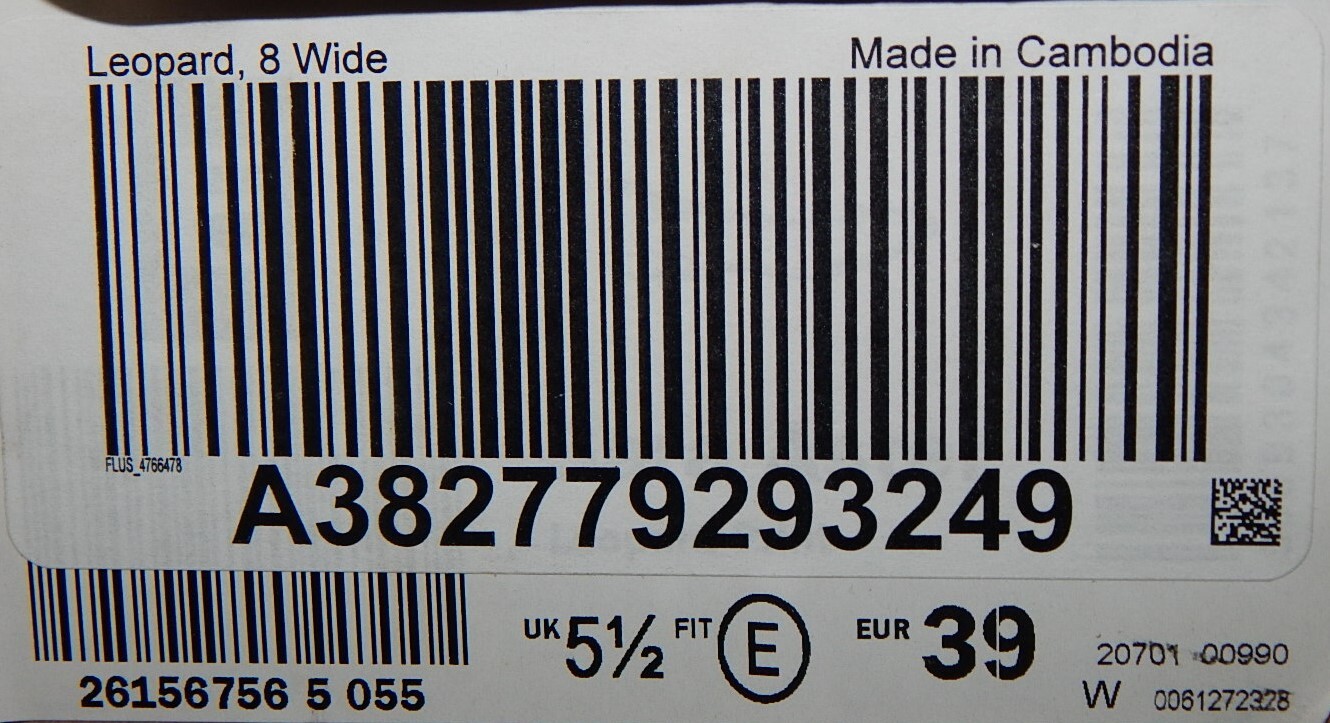 Leopard, 8 Wide
Made in Cambodia
FLUS_4766478
A382779293249
UK 5½ FIT E EUR 39
20701 00990
26156756 5 055
W 0061272328